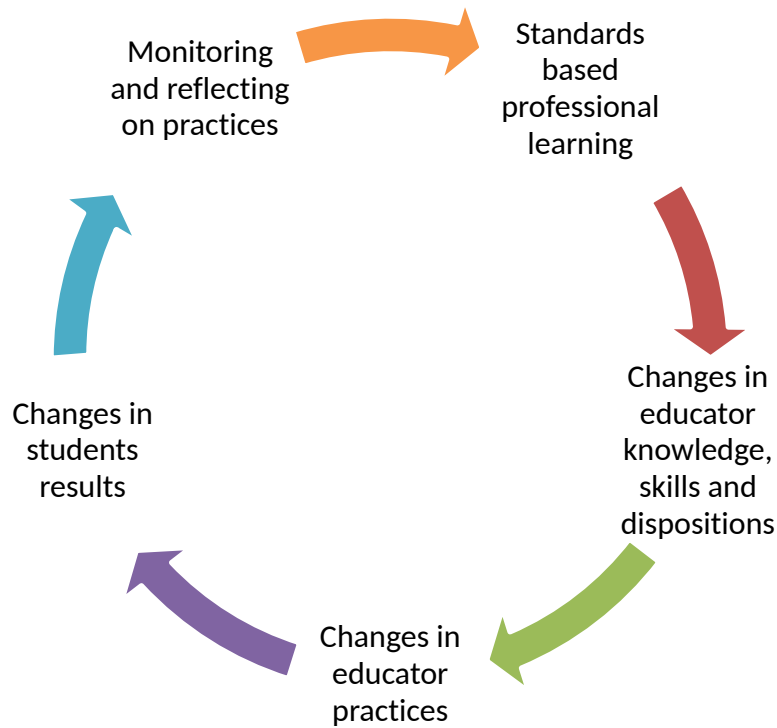 Monitoring
and reflecting
on practices
Standards
based
professional
learning
Changes in
educator
knowledge,
skills and
dispositions
Changes in
educator
practices
Changes in
students
results